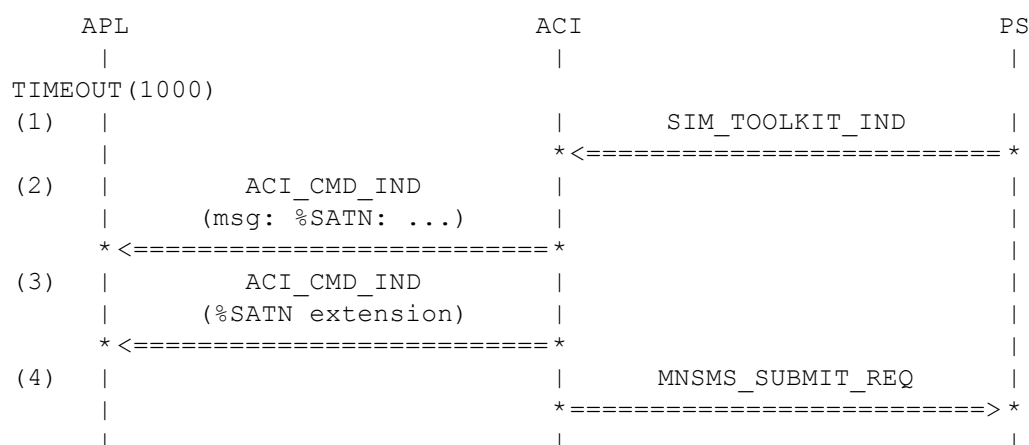 APL ACI PS
| | |
TIMEOUT(1000)
(1) | | SIM_TOOLKIT_IND |
| *<==========================*
(2) | ACI_CMD_IND | |
| (msg: %SATN: ...) | |
*<==========================* |
(3) | ACI_CMD_IND | |
| (%SATN extension) | |
*<==========================* |
(4) | | MNSMS_SUBMIT_REQ |
| *==========================>*
| | |